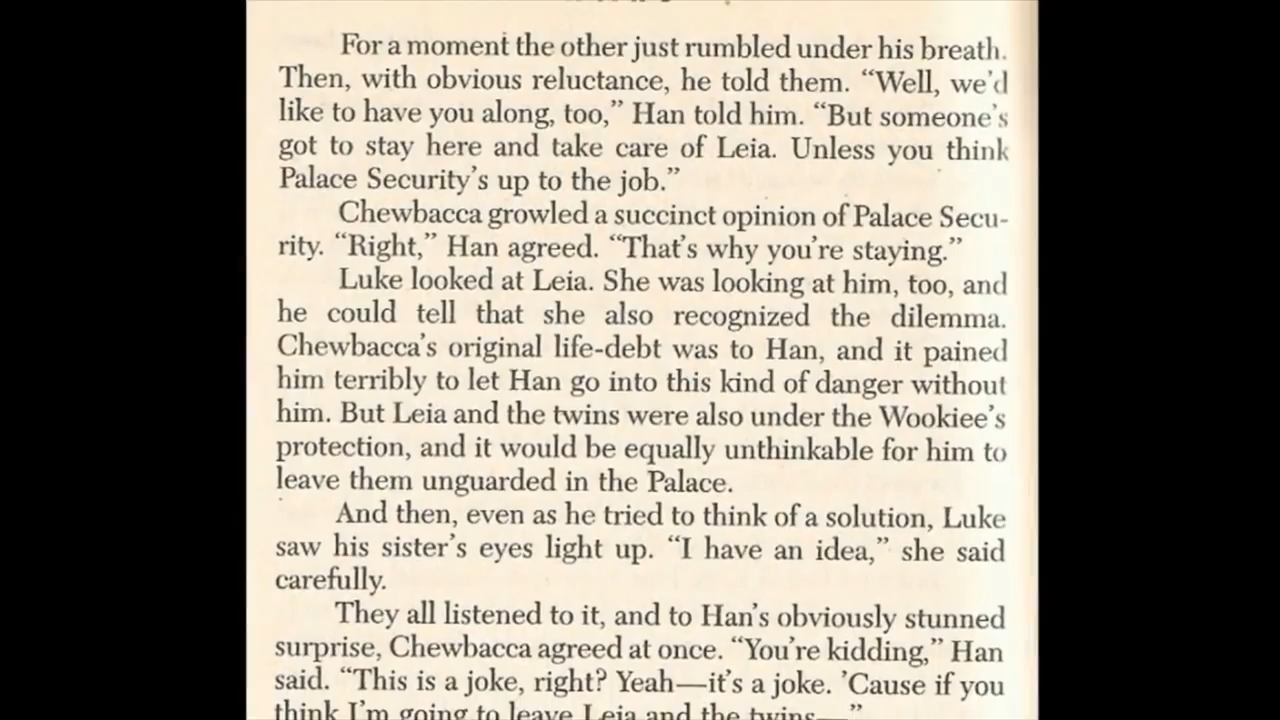 For a moment the other just rumbled under his breath.
Then, with obvious reluctance, he told them. “Well, we’d
like to have you along, too,” Han told him. “But someone’s
got to stay here and take care of Leia. Unless you think
Palace Security’s up to the job.”
Chewbacca growled a succinct opinion of Palace Secu-
rity. “Right,” Han agreed. “That’s why you’re staying.”
Luke looked at Leia. She was looking at him, too, and
he could tell that she also recognized the dilemma.
Chewbacca’s original life-debt was to Han, and it pained
him terribly to let Han go into this kind of danger without
him. But Leia and the twins were also under the Wookiee’s
protection, and it would be equally unthinkable for him to
leave them unguarded in the Palace.
And then, even as he tried to think of a solution, Luke
saw his sister’s eyes light up. “I have an idea,” she said
carefully.
They all listened to it, and to Han’s obviously stunned
surprise, Chewbacca agreed at once. “You’re kidding,” Han
said. “This is a joke, right? Yeah—it’s a joke. ’Cause if you
think I’m going to leave Leia and the twins—”